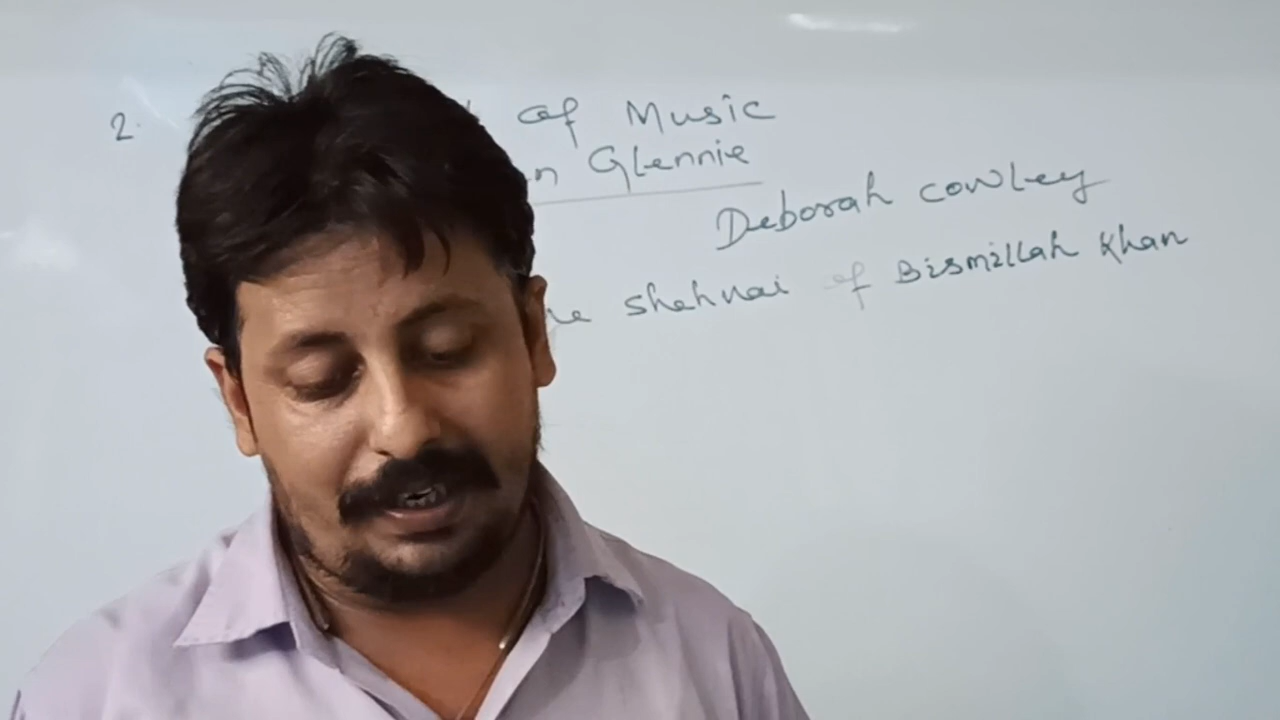 2.
of Music
Glennie
Deborah Cowley
Shehnai of Bismillah Khan